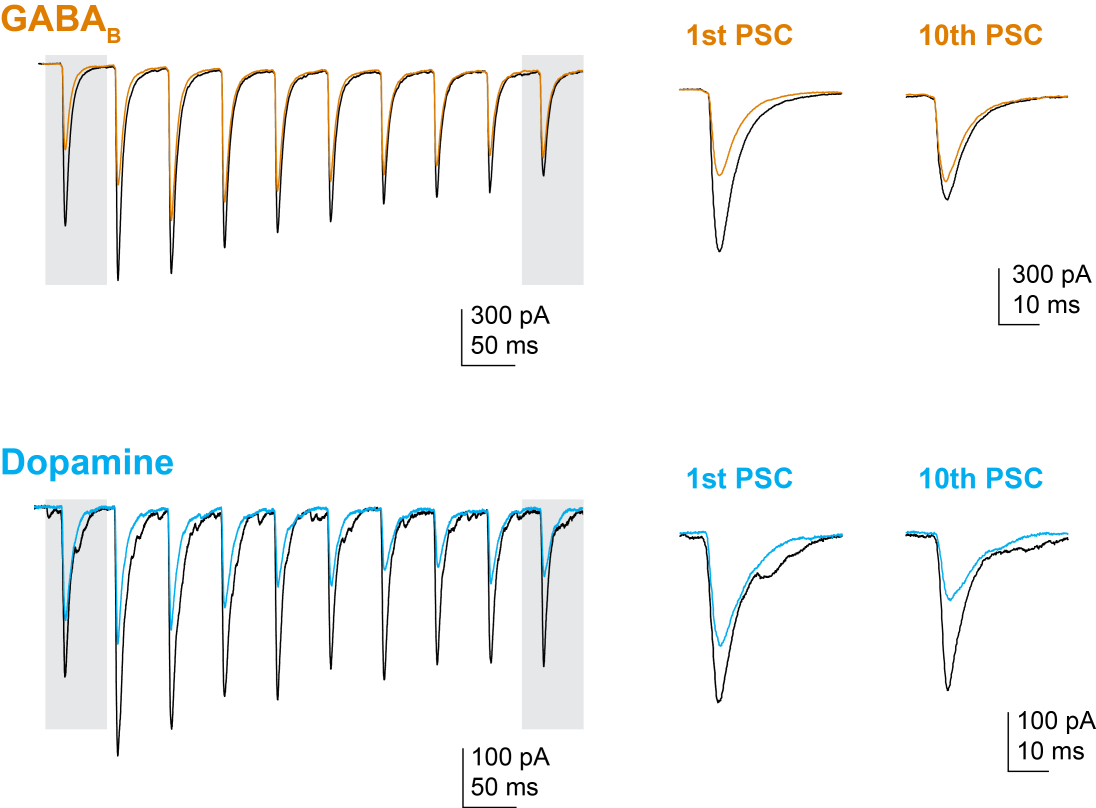 GABAB
1st PSC
10th PSC
300 pA
50 ms
300 pA
10 ms
Dopamine
1st PSC
10th PSC
100 pA
50 ms
100 pA
10 ms